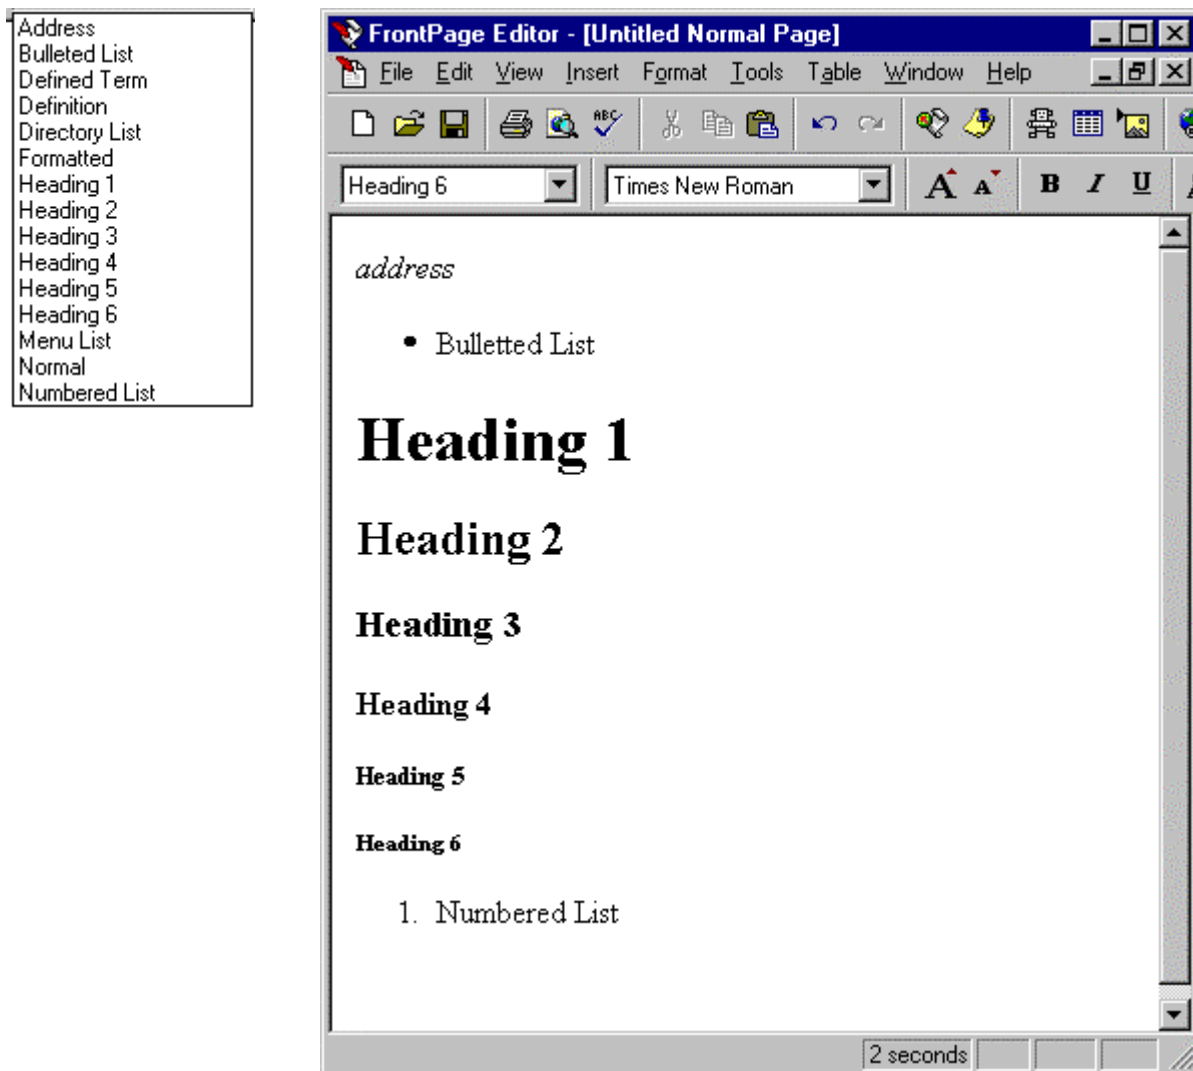 Address
Bulleted List
Defined Term
Definition
Directory List
Formatted
Heading 1
Heading 2
Heading 3
Heading 4
Heading 5
Heading 6
Menu List
Normal
Numbered List
FrontPage Editor - [Untitled Normal Page]
File Edit View Insert Format Tools Table Window Help
ABC
Heading 6 Times New Roman A A B I U
address
• Bulletted List
Heading 1
Heading 2
Heading 3
Heading 4
Heading 5
Heading 6
1. Numbered List
2 seconds